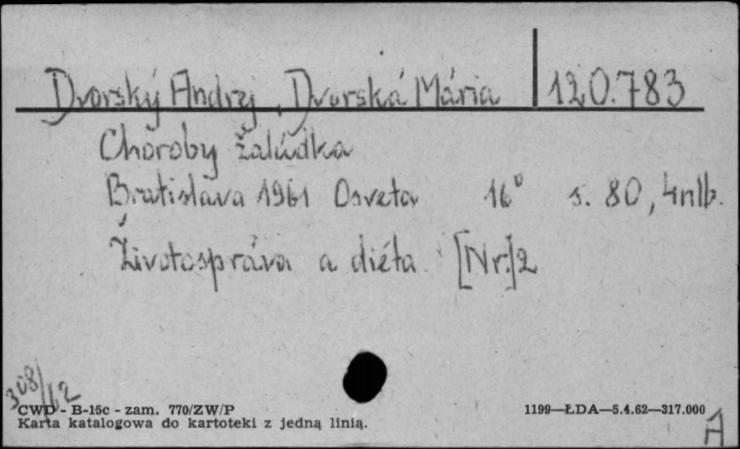 Dvorský Andrej, Dvorská Mária 120.783
Choroby žalúdka
Bratislava 1961 Osveta 16° s. 80, 4nlb.
Životospráva a diéta. [Nr.]2
308/62
CWD - B-15c - zam. 770/ZW/P 1199—ŁDA—5.4.62—317.000
Karta katalogowa do kartoteki z jedną linią.